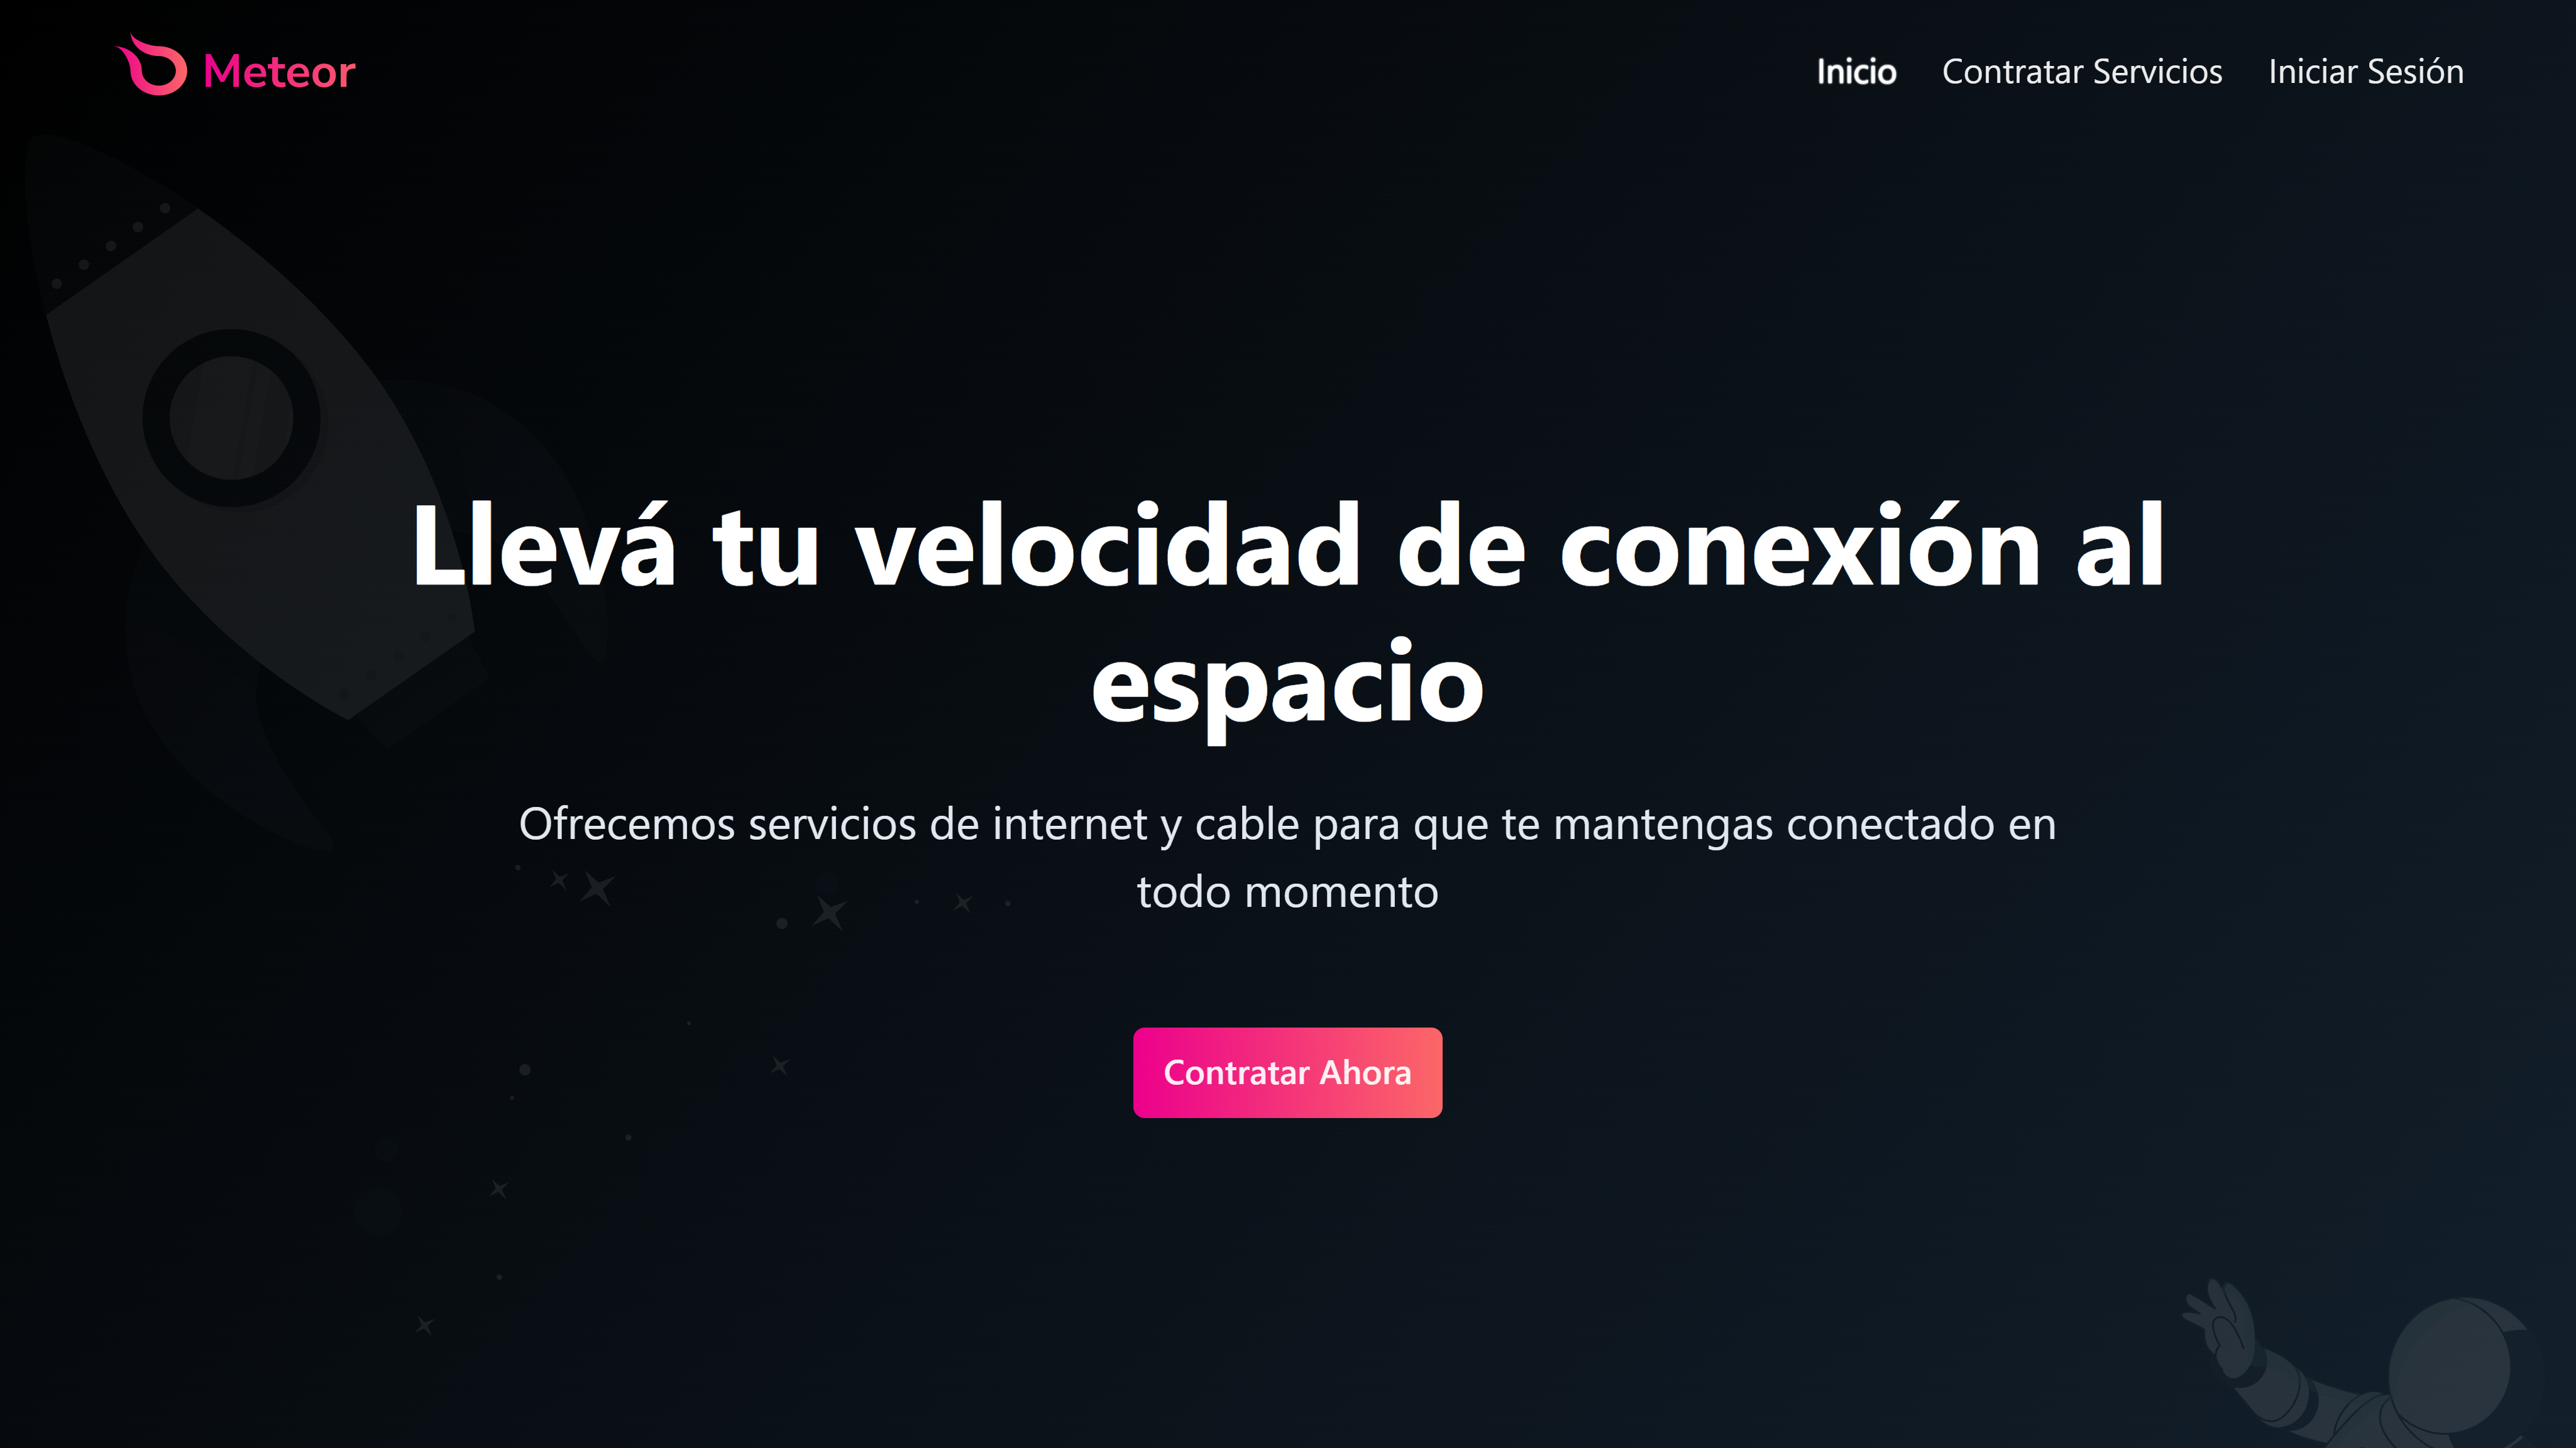 Meteor
Inicio
Contratar Servicios
Iniciar Sesión
Llevá tu velocidad de conexión al
espacio
Ofrecemos servicios de internet y cable para que te mantengas conectado en
todo momento
Contratar Ahora